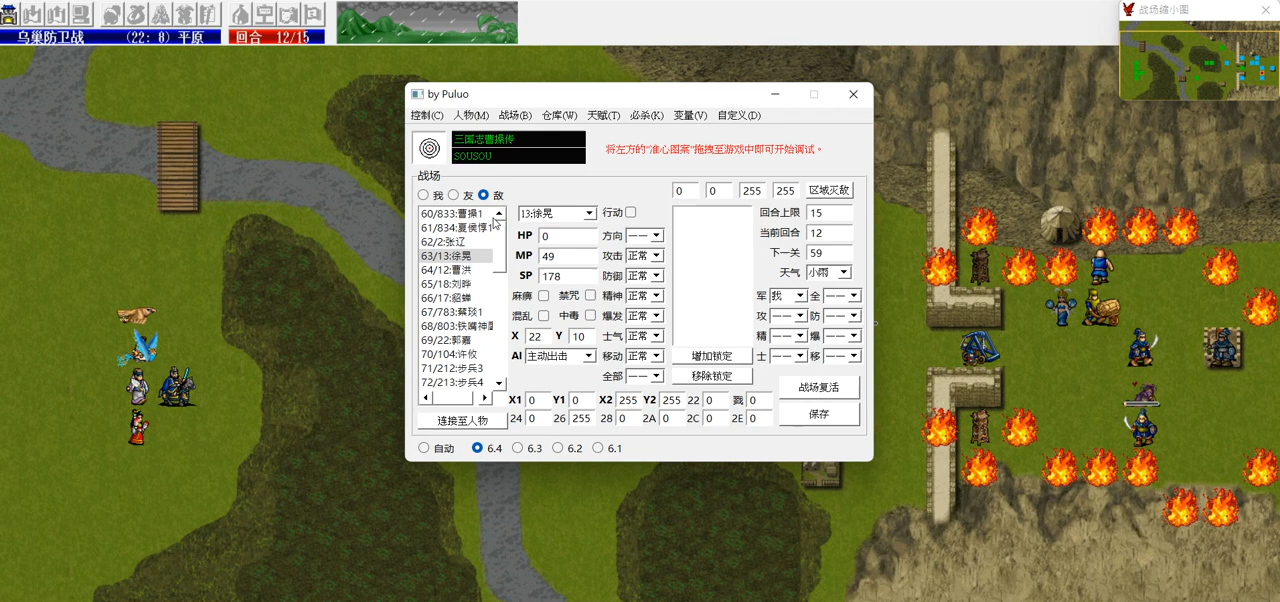 战场缩小图
乌巢防卫战 (22: 8) 平原 回合 12/15
by Puluo
控制(C) 人物(M) 战场(B) 仓库(W) 天赋(T) 必杀(K) 变量(V) 自定义(D)
三国志曹操传
SOUSOU
将左方的"准心图案"拖拽至游戏中即可开始调试。
战场
我 友 敌
0 0 255 255 区域灭敌
60/833:曹操1
61/834:夏侯惇1
62/2:张辽
63/13:徐晃
64/12:曹洪
65/18:刘晔
66/17:貂蝉
67/783:蔡琰1
68/803:铁嘴神
69/22:郭嘉
70/104:许攸
71/212:步兵3
72/213:步兵4
连接至人物
13:徐晃 行动
HP 0 方向 ——
MP 49 攻击 正常
SP 178 防御 正常
麻痹 禁咒 精神 正常
混乱 中毒 爆发 正常
X 22 Y 10 士气 正常
AI 主动出击 移动 正常
全部 ——
增加锁定
移除锁定
回合上限 15
当前回合 12
下一关 59
天气 小雨
军 我 全 ——
攻 —— 防 ——
精 —— 爆 ——
士 —— 移 ——
战场复活
保存
X1 0 Y1 0 X2 255 Y2 255 22 0 戮 0
24 0 26 255 28 0 2A 0 2C 0 2E 0
自动 6.4 6.3 6.2 6.1